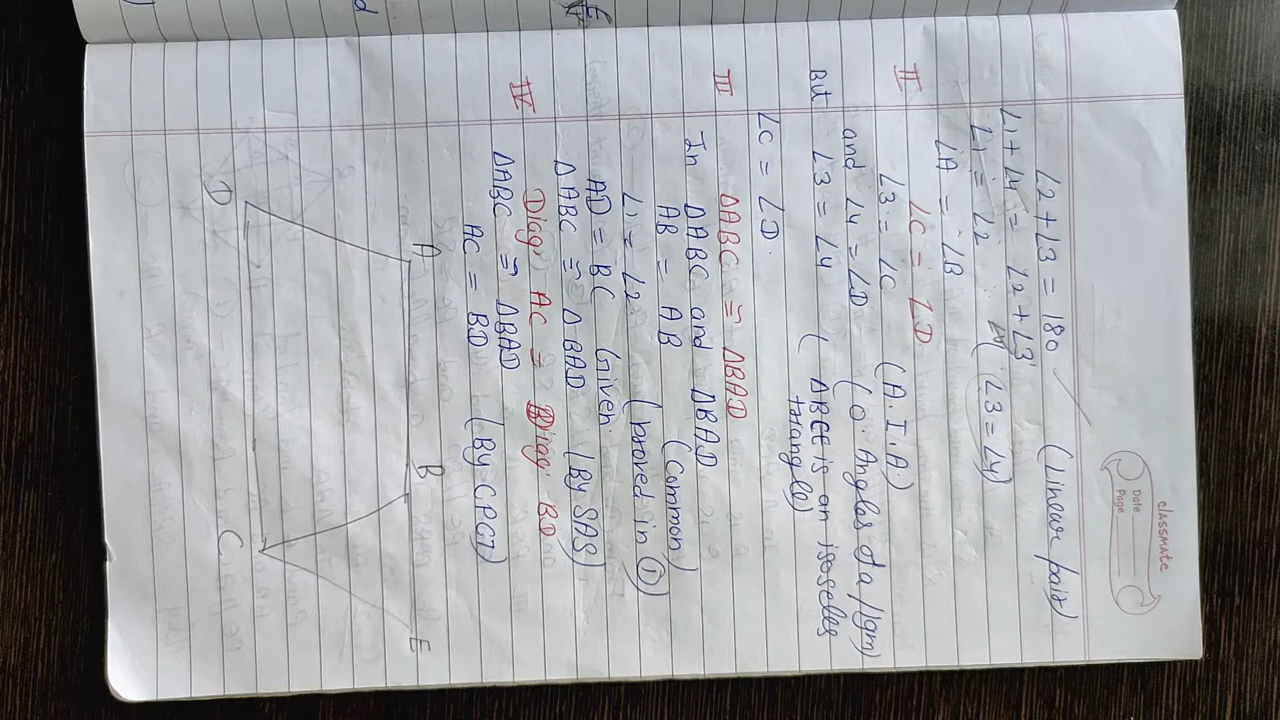 classmate
Date
Page
∠2+∠3 = 180 (Linear pair)
∠1+∠4 = ∠2+∠3
∠1 = ∠2 (∠3 = ∠4)
∠A = ∠B
II ∠C = ∠D
∠3 = ∠C (A.I.A.)
and ∠4 = ∠D (O. Angles of a //gm)
But ∠3 = ∠4 ( ΔBCE is an isosceles
∠C = ∠D.
III ΔABC ≅ ΔBAD
In ΔABC and ΔBAD
AB = AB (Common)
∠1 = ∠2 (proved in ①)
AD = BC Given.
ΔABC ≅ ΔBAD (By SAS)
IV Diag. AC = Diag. BD
ΔABC ≅ ΔBAD
AC = BD (By CPCT)
A B E
D C